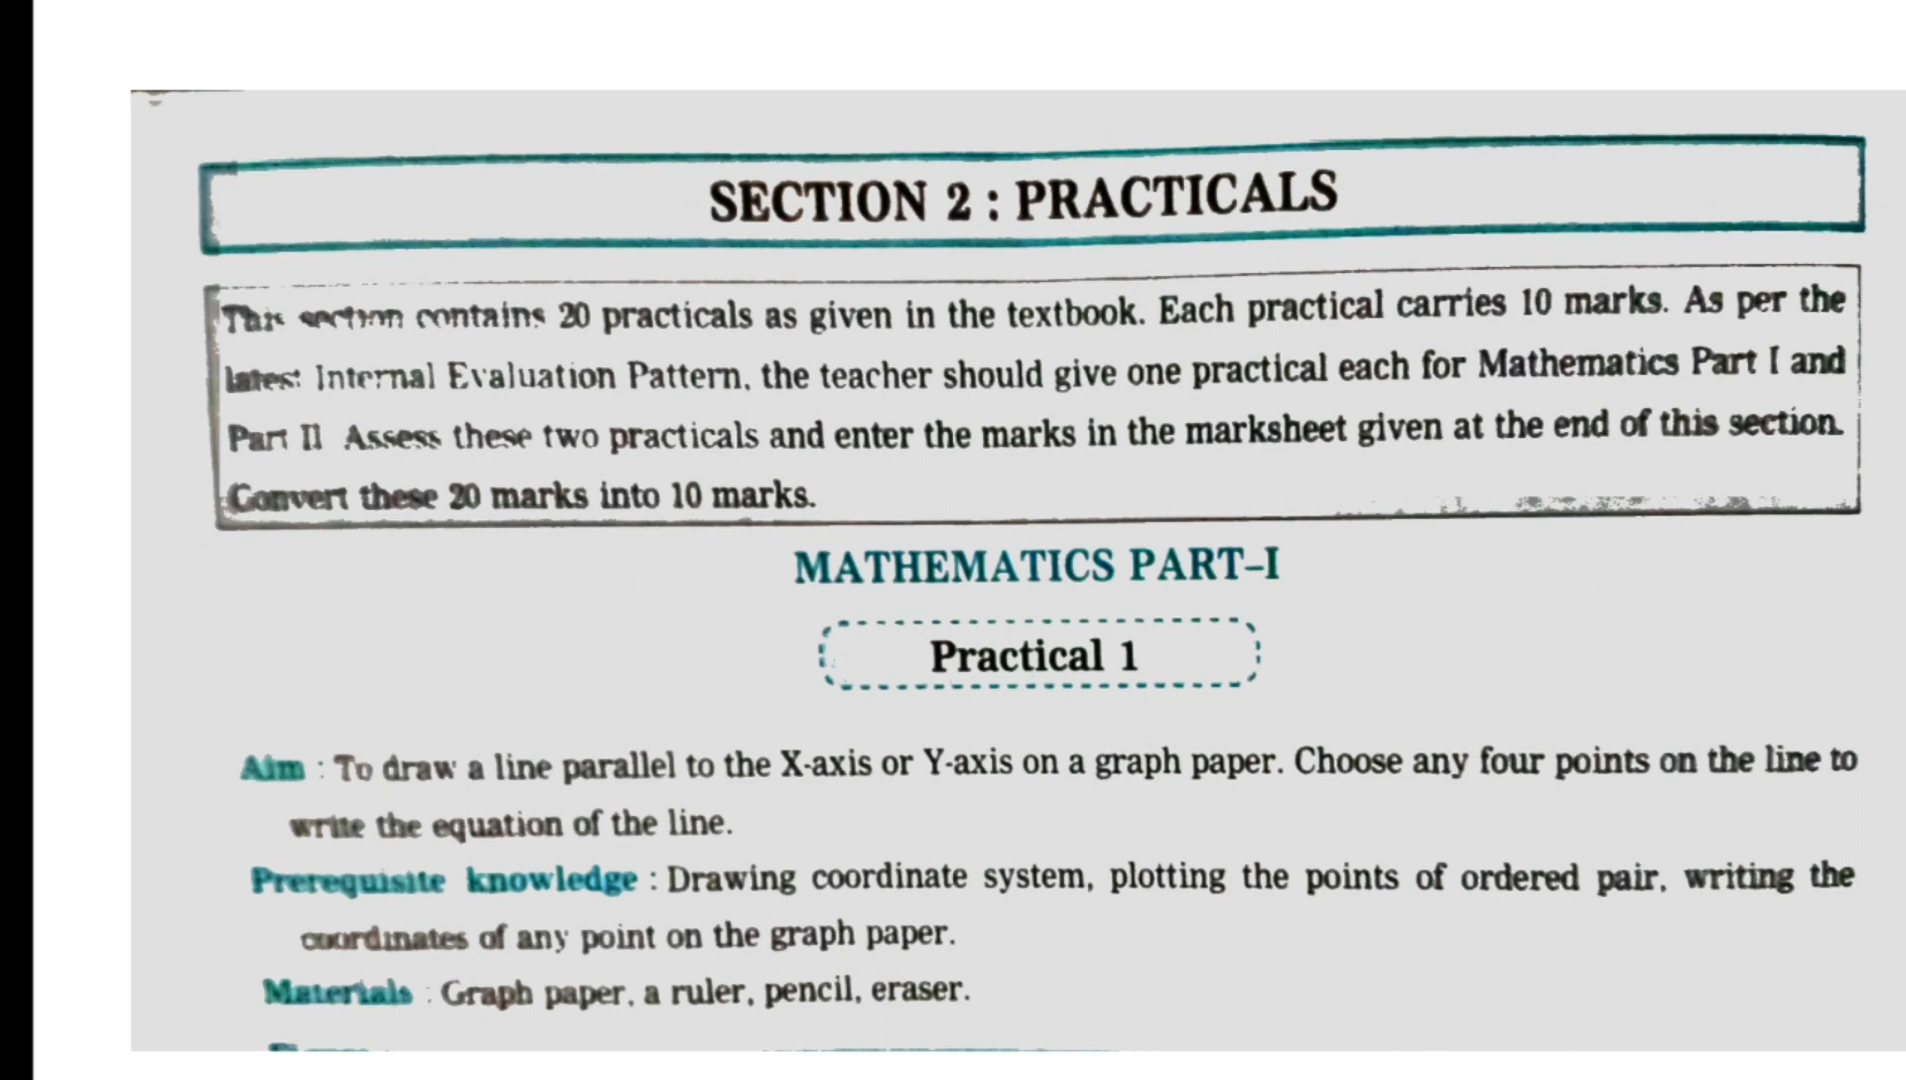 SECTION 2 : PRACTICALS
This section contains 20 practicals as given in the textbook. Each practical carries 10 marks. As per the
latest Internal Evaluation Pattern, the teacher should give one practical each for Mathematics Part I and
Part II Assess these two practicals and enter the marks in the marksheet given at the end of this section.
Convert these 20 marks into 10 marks.
MATHEMATICS PART–I
Practical 1
Aim : To draw a line parallel to the X-axis or Y-axis on a graph paper. Choose any four points on the line to
write the equation of the line.
Prerequisite knowledge : Drawing coordinate system, plotting the points of ordered pair, writing the
coordinates of any point on the graph paper.
Materials : Graph paper, a ruler, pencil, eraser.